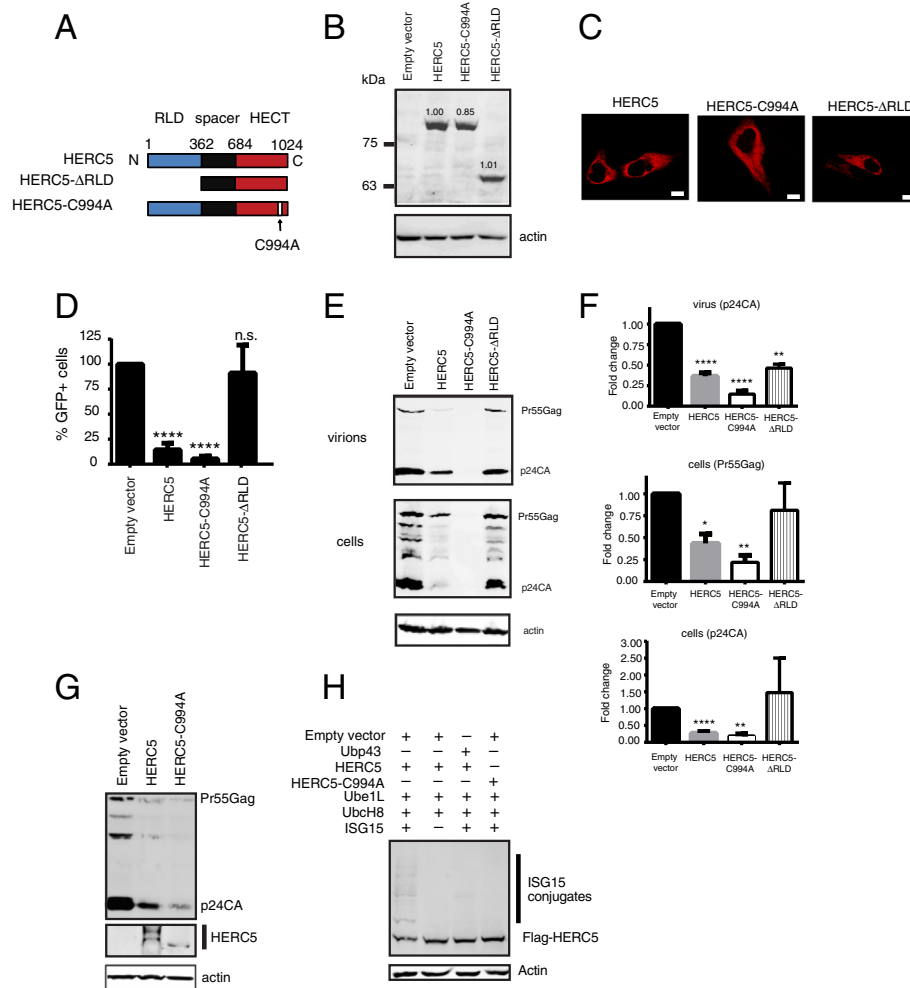 A
RLD spacer HECT
1 362 684 1024
HERC5 N C
HERC5-ΔRLD
HERC5-C994A
C994A
B
Empty vector
HERC5
HERC5-C994A
HERC5-ΔRLD
kDa
1.00 0.85
75
1.01
63
actin
C
HERC5 HERC5-C994A HERC5-ΔRLD
D
% GFP+ cells
125
100
75
50
25
0
**** **** n.s.
Empty vector
HERC5
HERC5-C994A
HERC5-ΔRLD
E
Empty vector
HERC5
HERC5-C994A
HERC5-ΔRLD
virions
Pr55Gag
p24CA
cells
Pr55Gag
p24CA
actin
F
virus (p24CA)
Fold change
1.00
0.75
0.50
0.25
0.00
**** **** **
Empty vector HERC5 HERC5-C994A HERC5-ΔRLD
cells (Pr55Gag)
Fold change
1.00
0.75
0.50
0.25
0.00
* **
Empty vector HERC5 HERC5-C994A HERC5-ΔRLD
cells (p24CA)
Fold change
3.00
2.50
2.00
1.50
1.00
0.50
0.00
**** **
Empty vector HERC5 HERC5-C994A HERC5-ΔRLD
G
Empty vector
HERC5
HERC5-C994A
Pr55Gag
p24CA
HERC5
actin
H
Empty vector + + – +
Ubp43 – – + –
HERC5 + + + –
HERC5-C994A – – – +
Ube1L + + + +
UbcH8 + + + +
ISG15 + – + +
ISG15
conjugates
Flag-HERC5
Actin